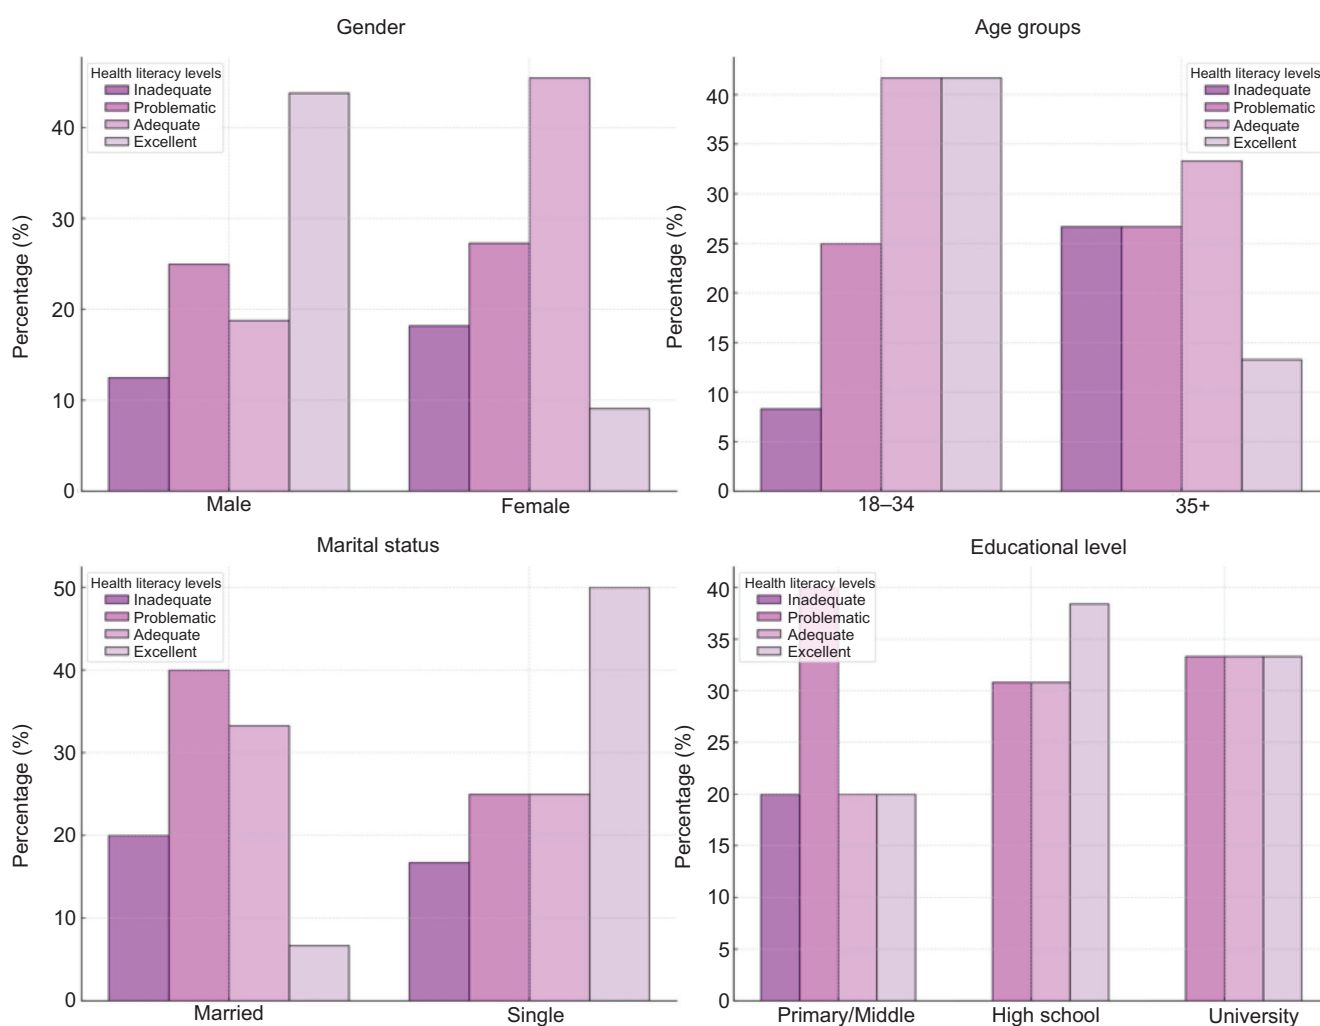 Gender
Health literacy levels
Inadequate
Problematic
Adequate
Excellent
Percentage (%)
40
30
20
10
0
Male Female
Age groups
Health literacy levels
Inadequate
Problematic
Adequate
Excellent
Percentage (%)
40
35
30
25
20
15
10
5
0
18–34 35+
Marital status
Health literacy levels
Inadequate
Problematic
Adequate
Excellent
Percentage (%)
50
40
30
20
10
0
Married Single
Educational level
Health literacy levels
Inadequate
Problematic
Adequate
Excellent
Percentage (%)
40
35
30
25
20
15
10
5
0
Primary/Middle High school University